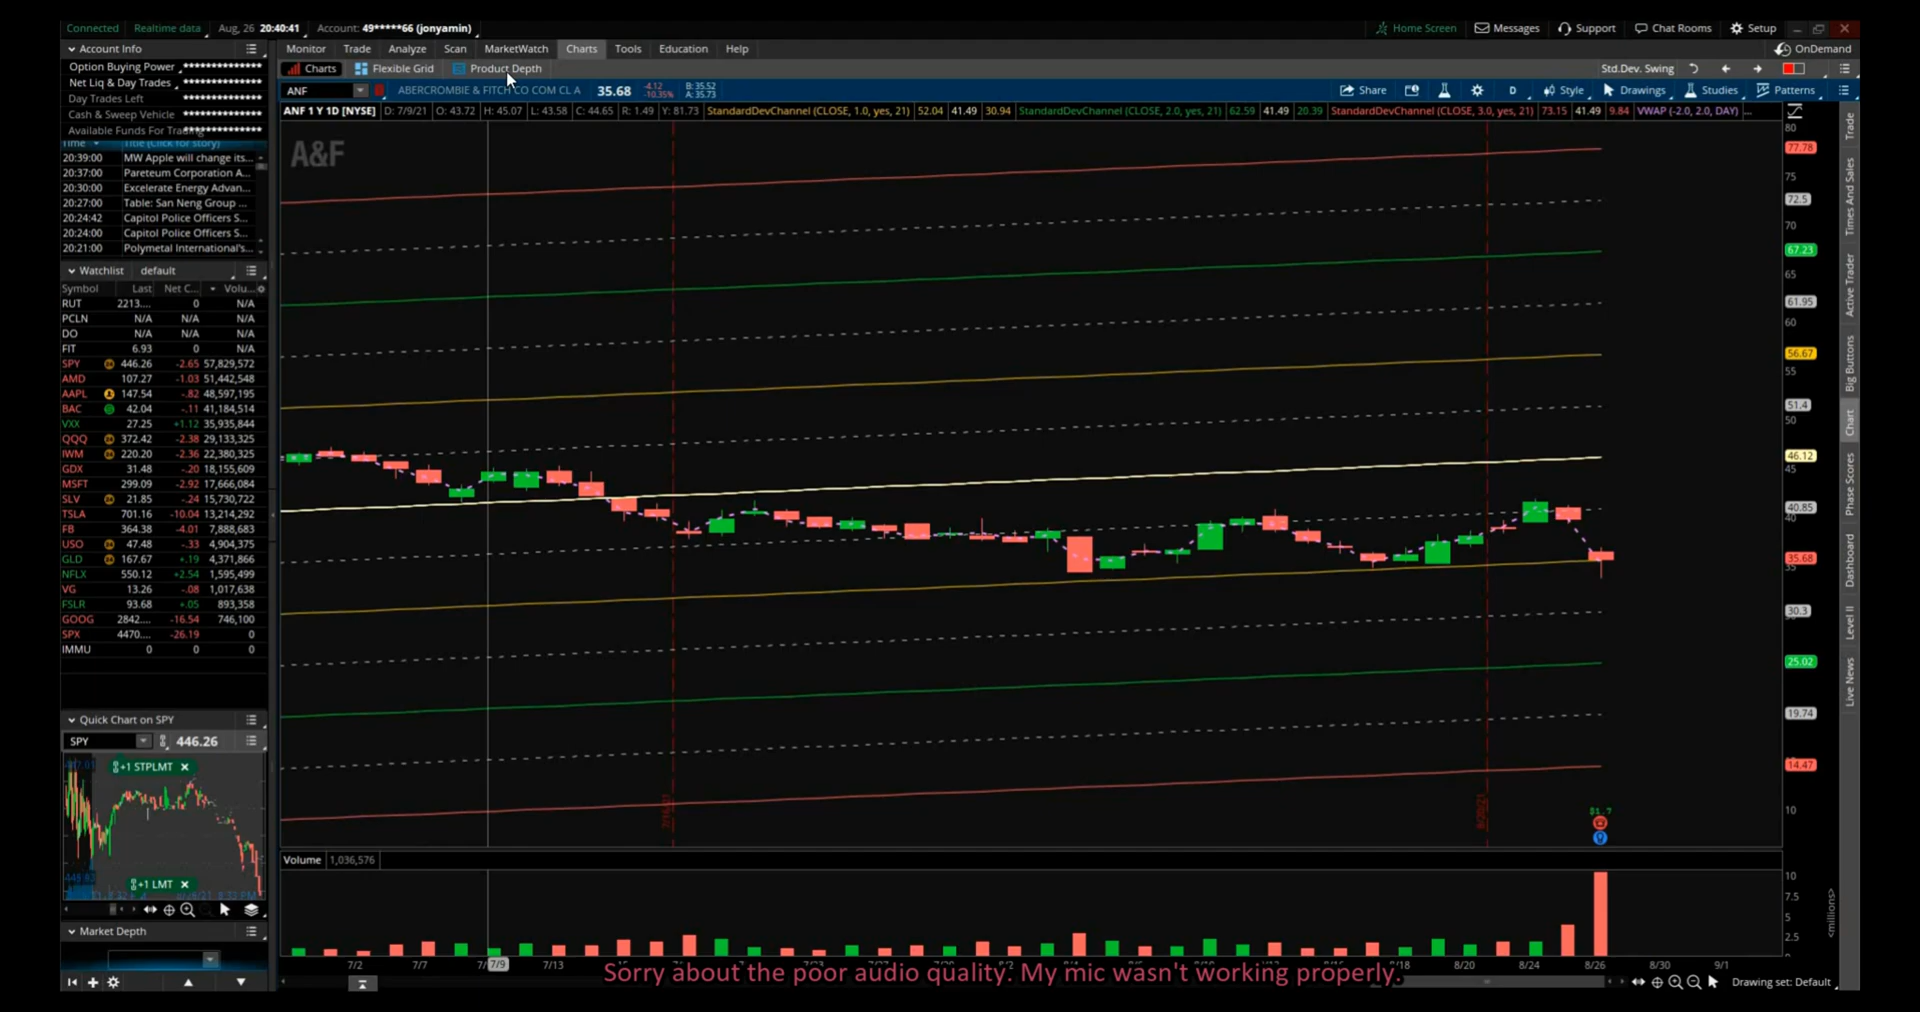 Connected Realtime data Aug, 26 20:40:41 Account: 49*****66 (jonyamin) Home Screen Messages Support Chat Rooms Setup
Account Info Monitor Trade Analyze Scan MarketWatch Charts Tools Education Help OnDemand
Option Buying Power **************
Net Liq & Day Trades **************
Day Trades Left **************
Cash & Sweep Vehicle **************
Available Funds For Trading **************
Charts Flexible Grid Product Depth Std.Dev. Swing
ANF ABERCROMBIE & FITCH CO COM CL A 35.68 -4.12 -10.35% B: 35.52 A: 35.73 Share D Style Drawings Studies Patterns
ANF 1 Y 1D [NYSE] D: 7/9/21 O: 43.72 H: 45.07 L: 43.58 C: 44.65 R: 1.49 Y: 81.73 StandardDevChannel (CLOSE, 1.0, yes, 21) 52.04 41.49 30.94 StandardDevChannel (CLOSE, 2.0, yes, 21) 62.59 41.49 20.39 StandardDevChannel (CLOSE, 3.0, yes, 21) 73.15 41.49 9.84 VWAP (-2.0, 2.0, DAY) ...
Time Title (Click for story)
20:39:00 MW Apple will change its...
20:37:00 Pareteum Corporation A...
20:30:00 Excelerate Energy Advan...
20:27:00 Table: San Neng Group ...
20:24:42 Capitol Police Officers S...
20:24:00 Capitol Police Officers S...
20:21:00 Polymetal International's...
Watchlist default
Symbol Last Net C... Volu...
RUT 2213.... 0 N/A
PCLN N/A N/A N/A
DO N/A N/A N/A
FIT 6.93 0 N/A
SPY 446.26 -2.65 57,829,572
AMD 107.27 -1.03 51,442,548
AAPL 147.54 -.82 48,597,195
BAC 42.04 -.11 41,184,514
VXX 27.25 +1.12 35,935,844
QQQ 372.42 -2.38 29,133,325
IWM 220.20 -2.36 22,380,325
GDX 31.48 -.20 18,155,609
MSFT 299.09 -2.92 17,666,084
SLV 21.85 -.24 15,730,722
TSLA 701.16 -10.04 13,214,292
FB 364.38 -4.01 7,888,683
USO 47.48 -.33 4,904,375
GLD 167.67 +.19 4,371,866
NFLX 550.12 +2.54 1,595,499
VG 13.26 -.08 1,017,638
FSLR 93.68 +.05 893,358
GOOG 2842.... -16.54 746,100
SPX 4470.... -26.19 0
IMMU 0 0 0
Quick Chart on SPY
SPY 446.26
+1 STPLMT
+1 LMT
Market Depth
A&F
80
77.78
75
72.5
70
67.23
65
61.95
60
56.67
55
51.4
50
46.12
45
40.85
40
35.68
35
30.3
25.02
19.74
14.47
10
7/16/21
8/20/21
Trade
Times And Sales
Active Trader
Big Buttons
Chart
Phase Scores
Dashboard
Level II
Live News
Volume 1,036,576
10
7.5
5
2.5
<millions>
7/2 7/7 7/9 7/13 8/18 8/20 8/24 8/26 8/30 9/1
Sorry about the poor audio quality. My mic wasn't working properly.
Drawing set: Default